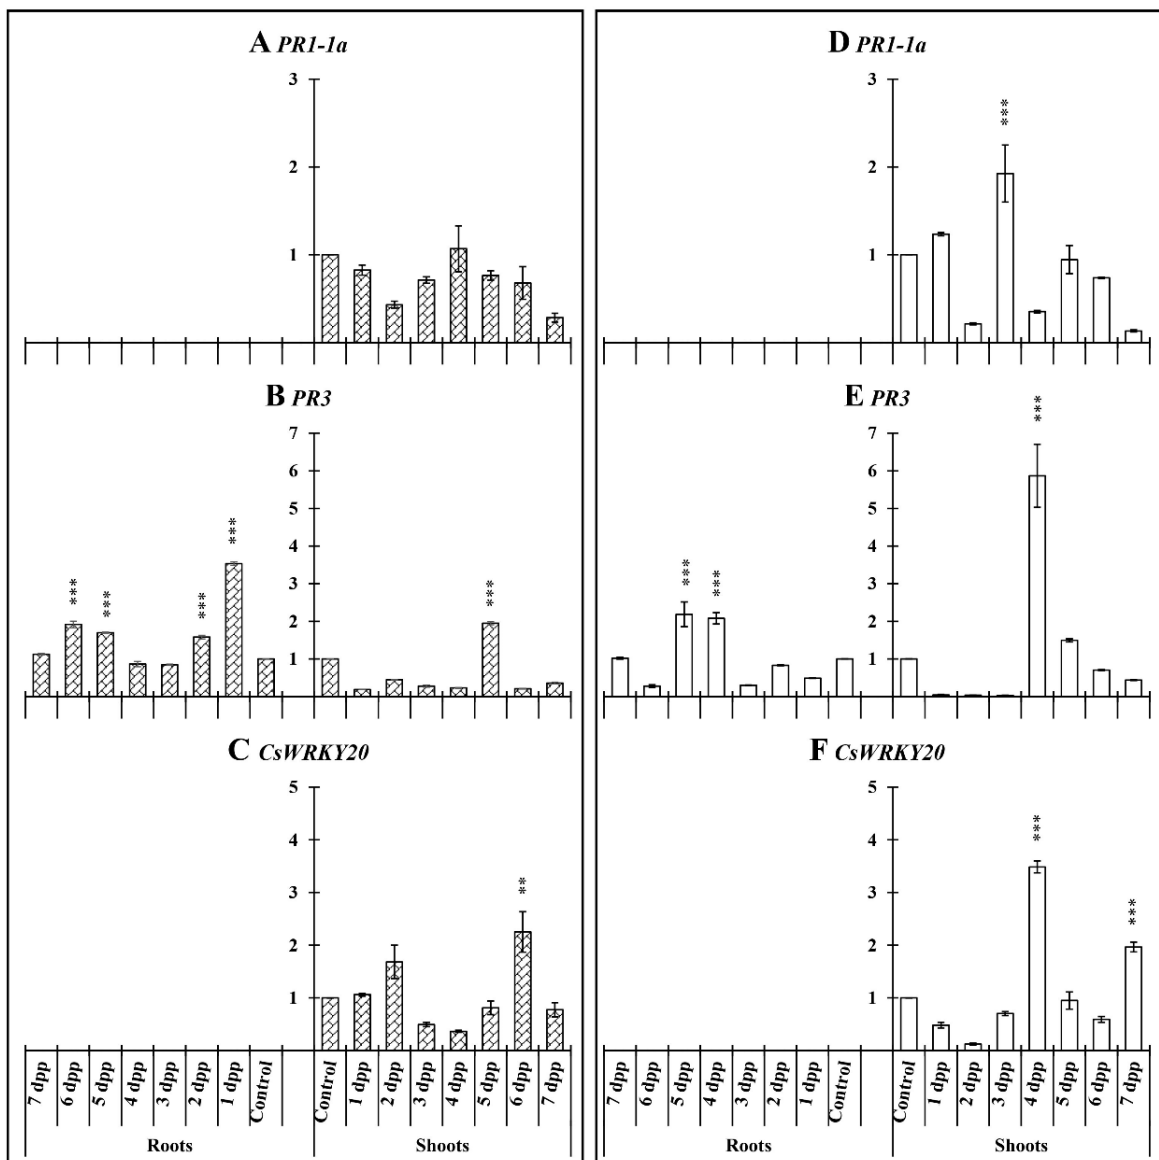 A PR1-1a
3
2
1
B PR3
7
6
5
4
3
2
1
***
***
***
***
***
C CsWRKY20
5
4
3
2
1
**
7 dpp
6 dpp
5 dpp
4 dpp
3 dpp
2 dpp
1 dpp
Control
Control
1 dpp
2 dpp
3 dpp
4 dpp
5 dpp
6 dpp
7 dpp
Roots
Shoots
D PR1-1a
3
2
1
***
E PR3
7
6
5
4
3
2
1
***
***
***
F CsWRKY20
5
4
3
2
1
***
***
7 dpp
6 dpp
5 dpp
4 dpp
3 dpp
2 dpp
1 dpp
Control
Control
1 dpp
2 dpp
3 dpp
4 dpp
5 dpp
6 dpp
7 dpp
Roots
Shoots